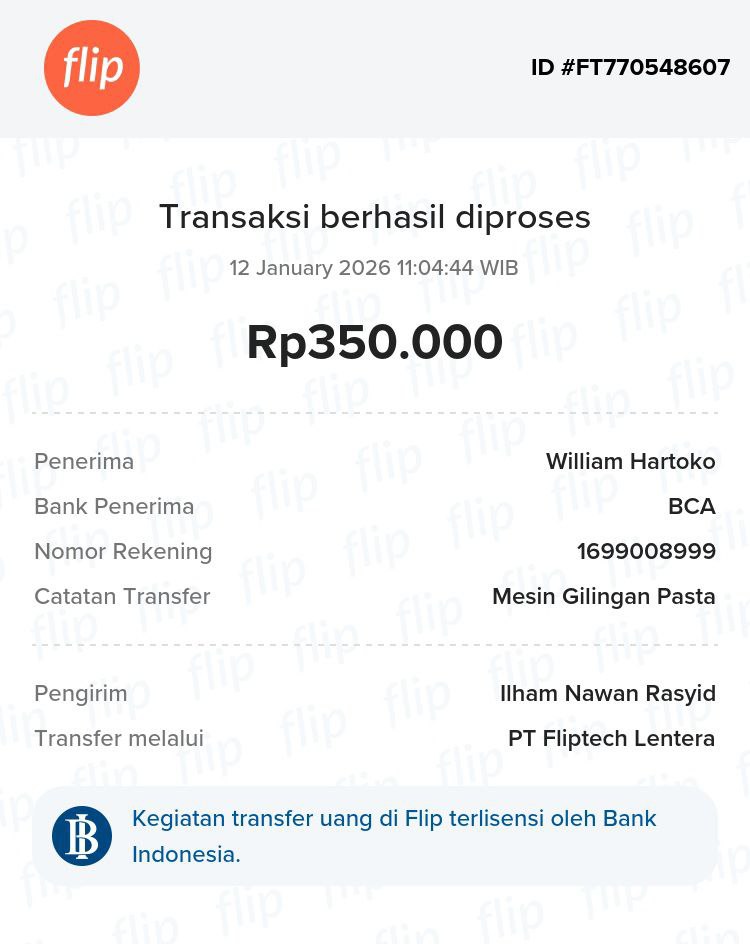 flip
ID #FT770548607
Transaksi berhasil diproses
12 January 2026 11:04:44 WIB
Rp350.000
Penerima William Hartoko
Bank Penerima BCA
Nomor Rekening 1699008999
Catatan Transfer Mesin Gilingan Pasta
Pengirim Ilham Nawan Rasyid
Transfer melalui PT Fliptech Lentera
Kegiatan transfer uang di Flip terlisensi oleh Bank
Indonesia.